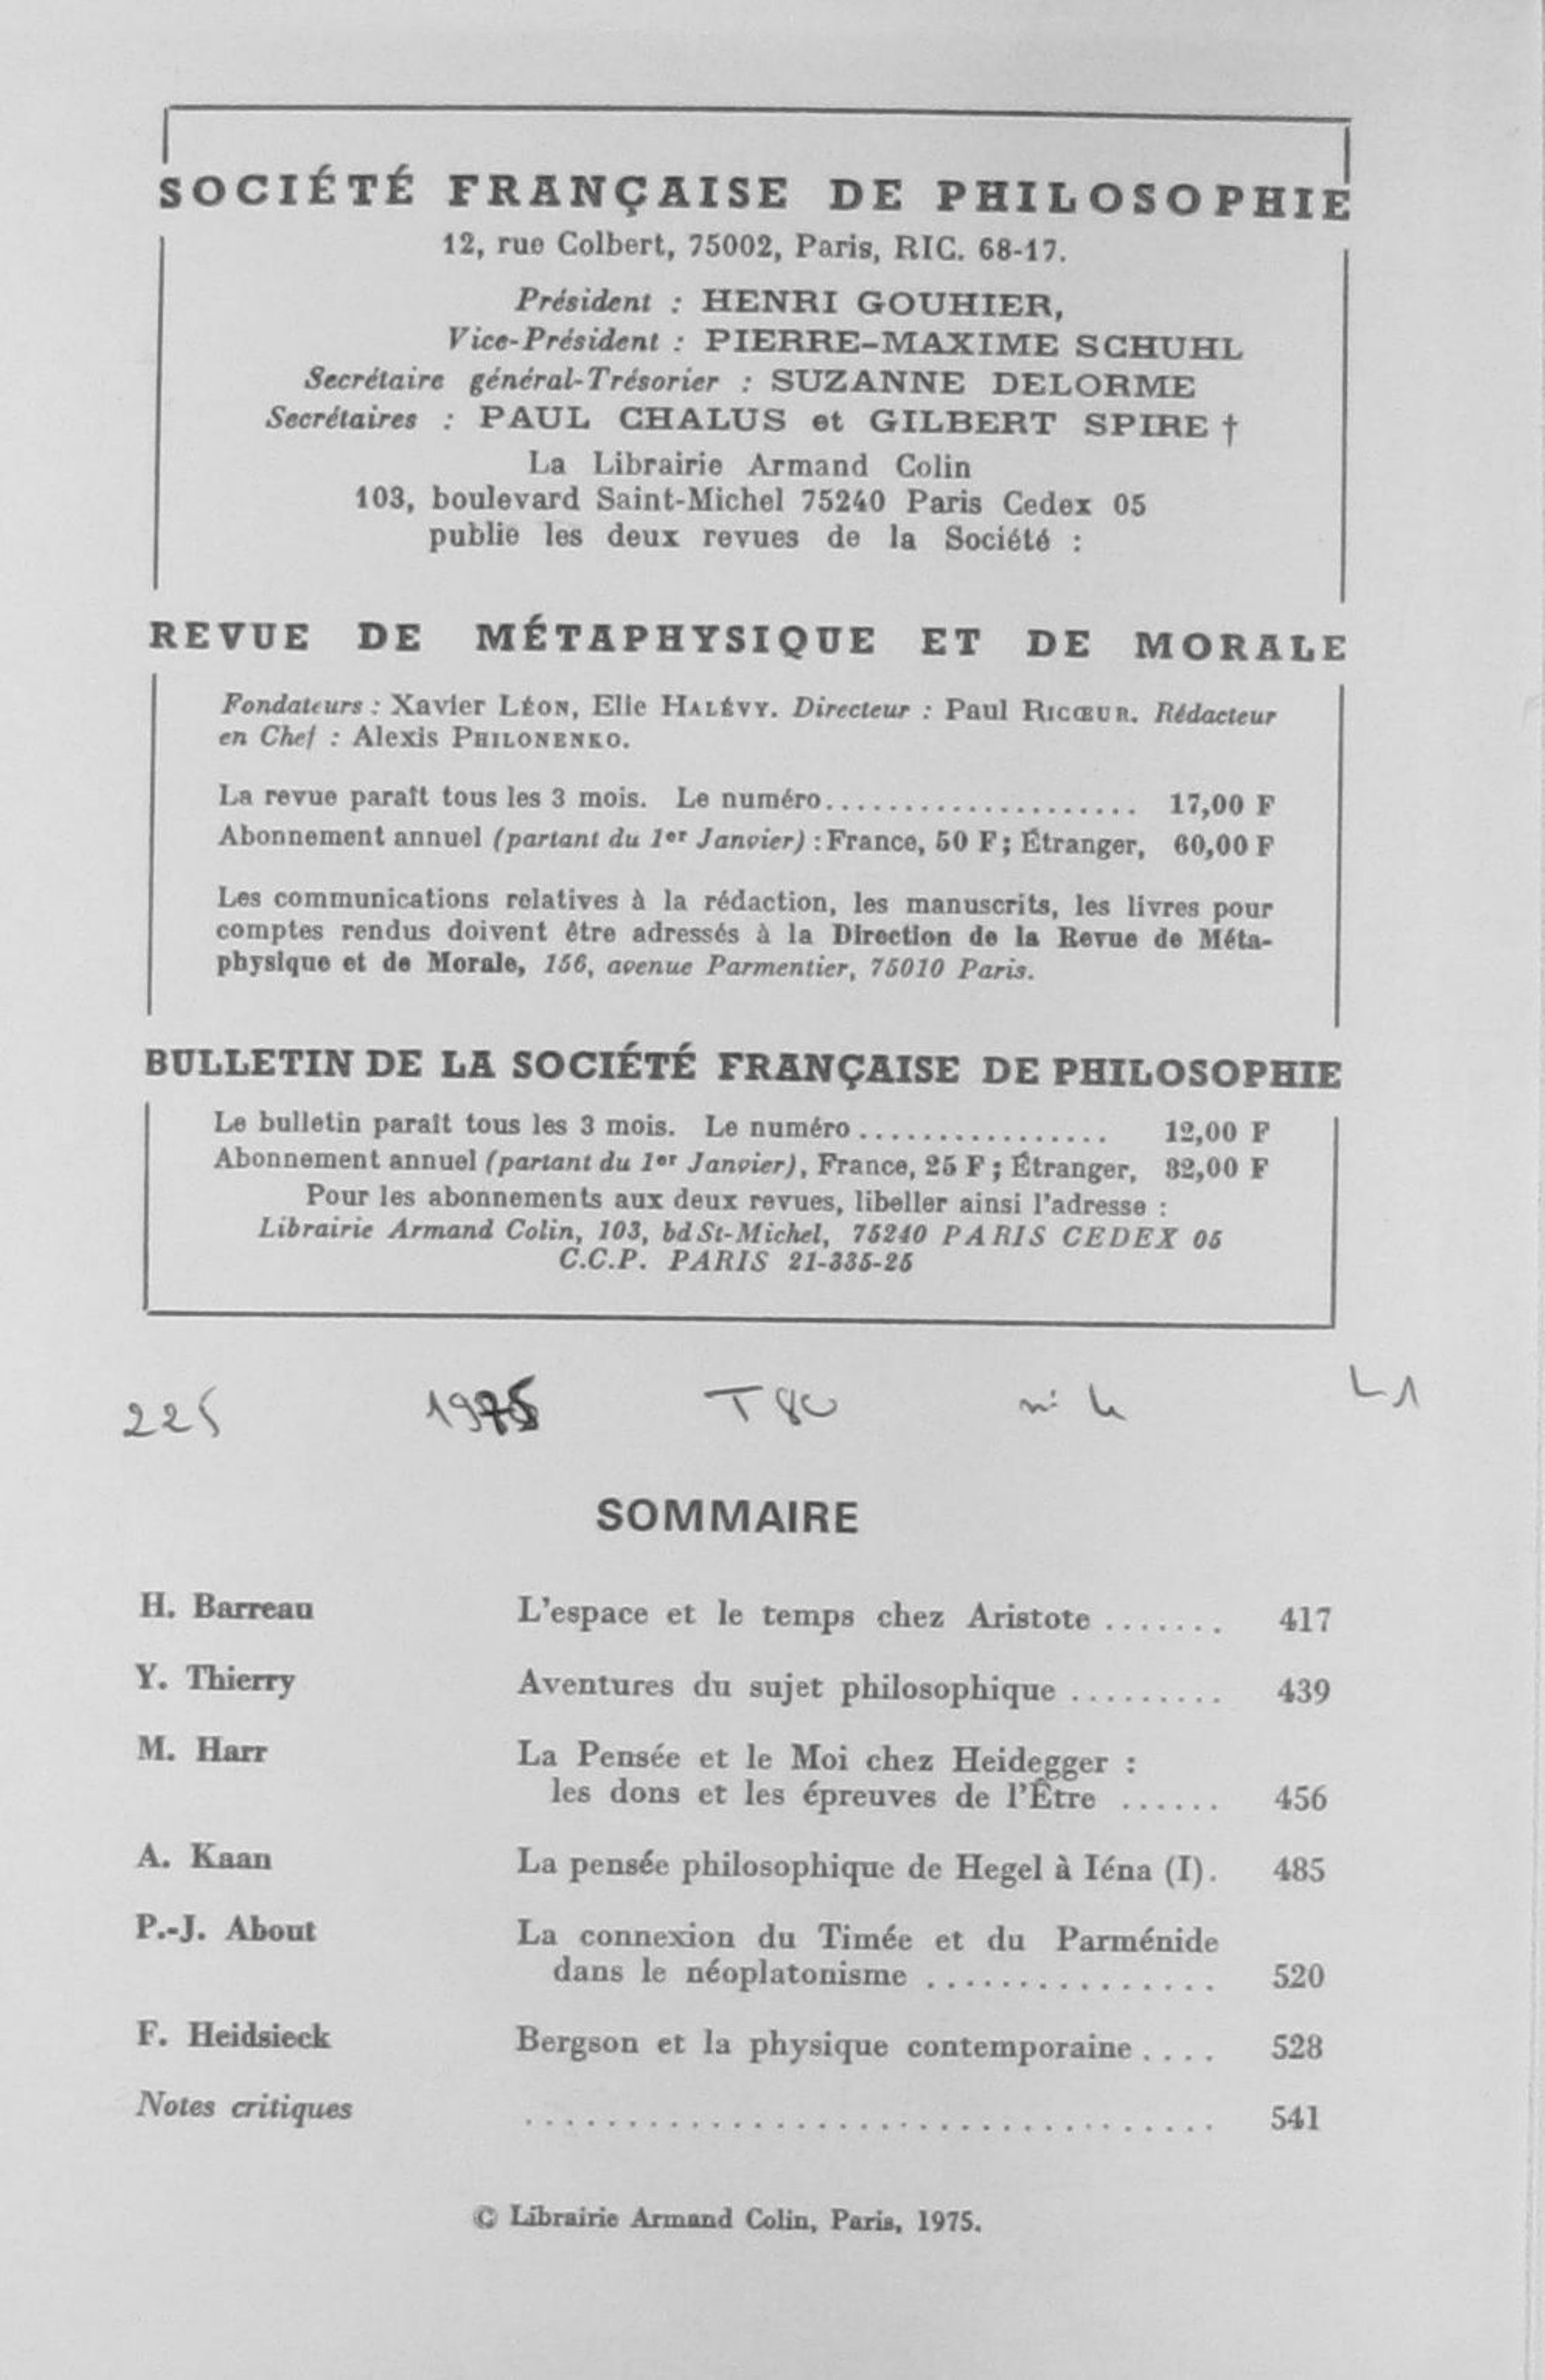 SOCIÉTÉ FRANÇAISE DE PHILOSOPHIE
12, rue Colbert, 75002, Paris, RIC. 68-17.
Président : HENRI GOUHIER,
Vice-Président : PIERRE-MAXIME SCHUHL
Secrétaire général-Trésorier : SUZANNE DELORME
Secrétaires : PAUL CHALUS et GILBERT SPIRE †
La Librairie Armand Colin
103, boulevard Saint-Michel 75240 Paris Cedex 05
publie les deux revues de la Société :
REVUE DE MÉTAPHYSIQUE ET DE MORALE
Fondateurs : Xavier LÉON, Elie HALÉVY. Directeur : Paul RICŒUR. Rédacteur
en Chef : Alexis PHILONENKO.
La revue paraît tous les 3 mois. Le numéro.................... 17,00 F
Abonnement annuel (partant du 1er Janvier) : France, 50 F ; Étranger, 60,00 F
Les communications relatives à la rédaction, les manuscrits, les livres pour
comptes rendus doivent être adressés à la Direction de la Revue de Méta-
physique et de Morale, 156, avenue Parmentier, 75010 Paris.
BULLETIN DE LA SOCIÉTÉ FRANÇAISE DE PHILOSOPHIE
Le bulletin paraît tous les 3 mois. Le numéro ................ 12,00 F
Abonnement annuel (partant du 1er Janvier), France, 25 F ; Étranger, 32,00 F
Pour les abonnements aux deux revues, libeller ainsi l'adresse :
Librairie Armand Colin, 103, bd St-Michel, 75240 PARIS CEDEX 05
C.C.P. PARIS 21-335-25
225 1975 T 80 n° 4 L1
SOMMAIRE
H. Barreau L'espace et le temps chez Aristote ....... 417
Y. Thierry Aventures du sujet philosophique ......... 439
M. Harr La Pensée et le Moi chez Heidegger :
les dons et les épreuves de l'Être ...... 456
A. Kaan La pensée philosophique de Hegel à Iéna (I). 485
P.-J. About La connexion du Timée et du Parménide
dans le néoplatonisme ............... 520
F. Heidsieck Bergson et la physique contemporaine .... 528
Notes critiques .................................. 541
© Librairie Armand Colin, Paris, 1975.